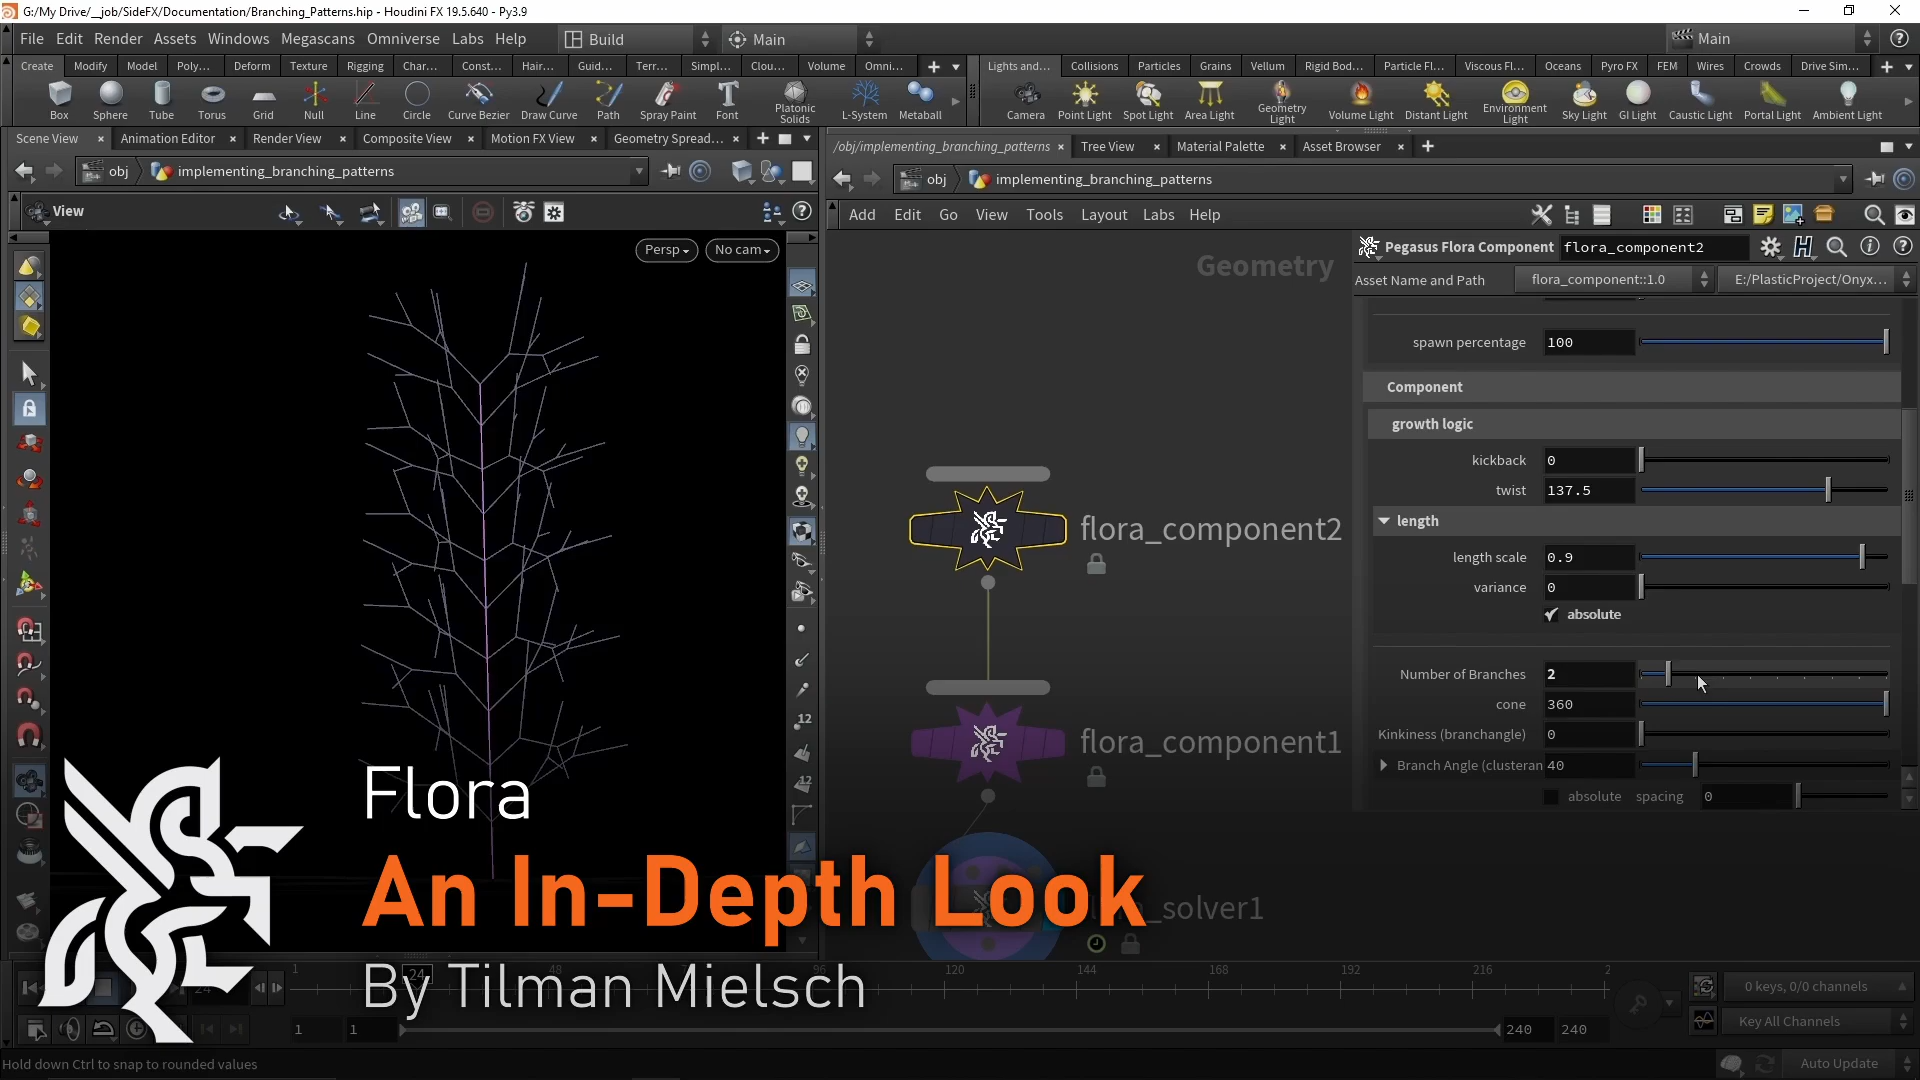 G:/My Drive/__job/SideFX/Documentation/Branching_Patterns.hip - Houdini FX 19.5.640 - Py3.9
File Edit Render Assets Windows Megascans Omniverse Labs Help Build Main Main
Create Modify Model Poly... Deform Texture Rigging Char... Const... Hair... Guid... Terr... Simpl... Clou... Volume Omni...
Lights and... Collisions Particles Grains Vellum Rigid Bod... Particle Fl... Viscous Fl... Oceans Pyro FX FEM Wires Crowds Drive Sim...
Box Sphere Tube Torus Grid Null Line Circle Curve Bezier Draw Curve Path Spray Paint Font Platonic Solids L-System Metaball
Camera Point Light Spot Light Area Light Geometry Light Volume Light Distant Light Environment Light Sky Light GI Light Caustic Light Portal Light Ambient Light
Scene View Animation Editor Render View Composite View Motion FX View Geometry Spread...
/obj/implementing_branching_patterns Tree View Material Palette Asset Browser
obj implementing_branching_patterns
obj implementing_branching_patterns
View
Add Edit Go View Tools Layout Labs Help
Persp No cam
Geometry
Pegasus Flora Component flora_component2
Asset Name and Path flora_component::1.0 E:/PlasticProject/Onyx...
spawn percentage 100
Component
growth logic
kickback 0
twist 137.5
length
length scale 0.9
variance 0
absolute
Number of Branches 2
cone 360
Kinkiness (branchangle) 0
Branch Angle (clusteran 40
absolute spacing 0
flora_component2
flora_component1
_solver1
12
12
Flora
An In-Depth Look
By Tilman Mielsch
24
1 24 48 96 120 144 168 192 216 2
1 1 240 240
0 keys, 0/0 channels
Key All Channels
Hold down Ctrl to snap to rounded values
Auto Update